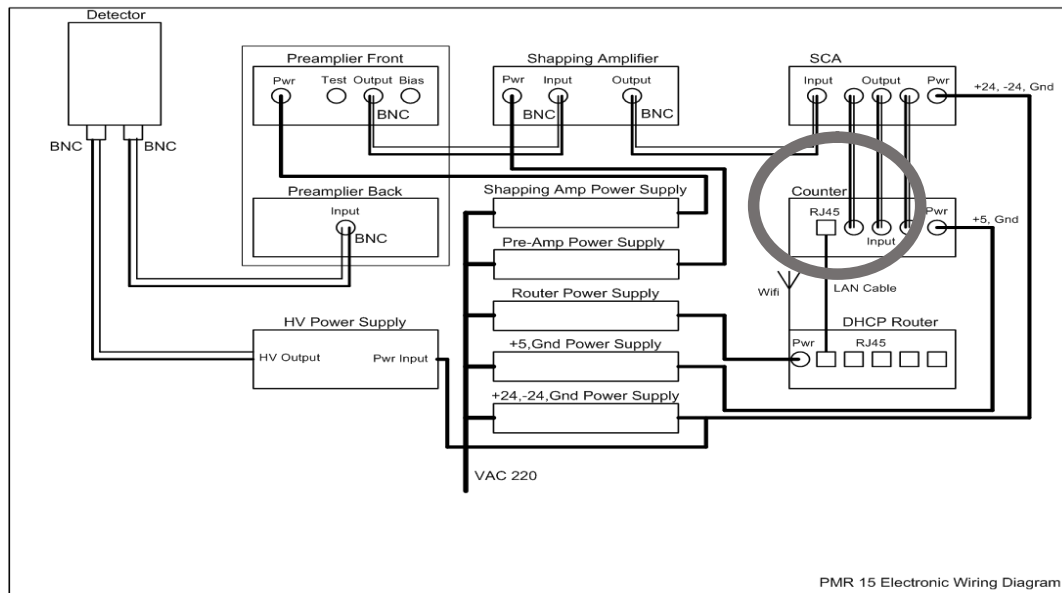 Detector
BNC
BNC
Preamplier Front
Pwr
Test
Output
Bias
BNC
Shapping Amplifier
Pwr
Input
Output
BNC
BNC
SCA
Input
Output
Pwr
+24, -24, Gnd
Preamplier Back
Input
BNC
Counter
RJ45
Input
Pwr
+5, Gnd
Wifi
LAN Cable
DHCP Router
Pwr
RJ45
HV Power Supply
HV Output
Pwr Input
Shapping Amp Power Supply
Pre-Amp Power Supply
Router Power Supply
+5,Gnd Power Supply
+24,-24,Gnd Power Supply
VAC 220
PMR 15 Electronic Wiring Diagram